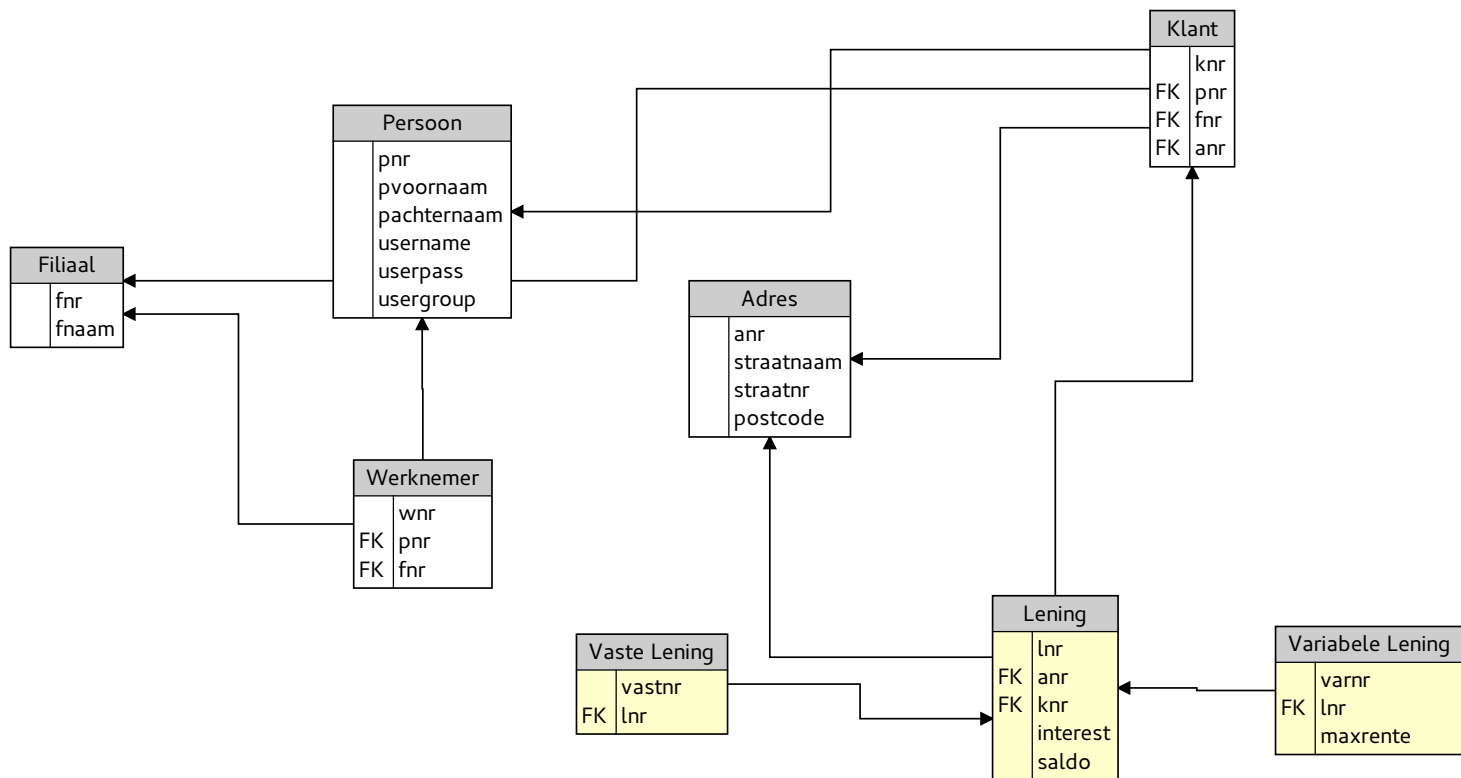 Klant
knr
FK pnr
FK fnr
FK anr
Persoon
pnr
pvoornaam
pachternaam
username
userpass
usergroup
Filiaal
fnr
fnaam
Adres
anr
straatnaam
straatnr
postcode
Werknemer
wnr
FK pnr
FK fnr
Lening
lnr
FK anr
FK knr
interest
saldo
Vaste Lening
vastnr
FK lnr
Variabele Lening
varnr
FK lnr
maxrente